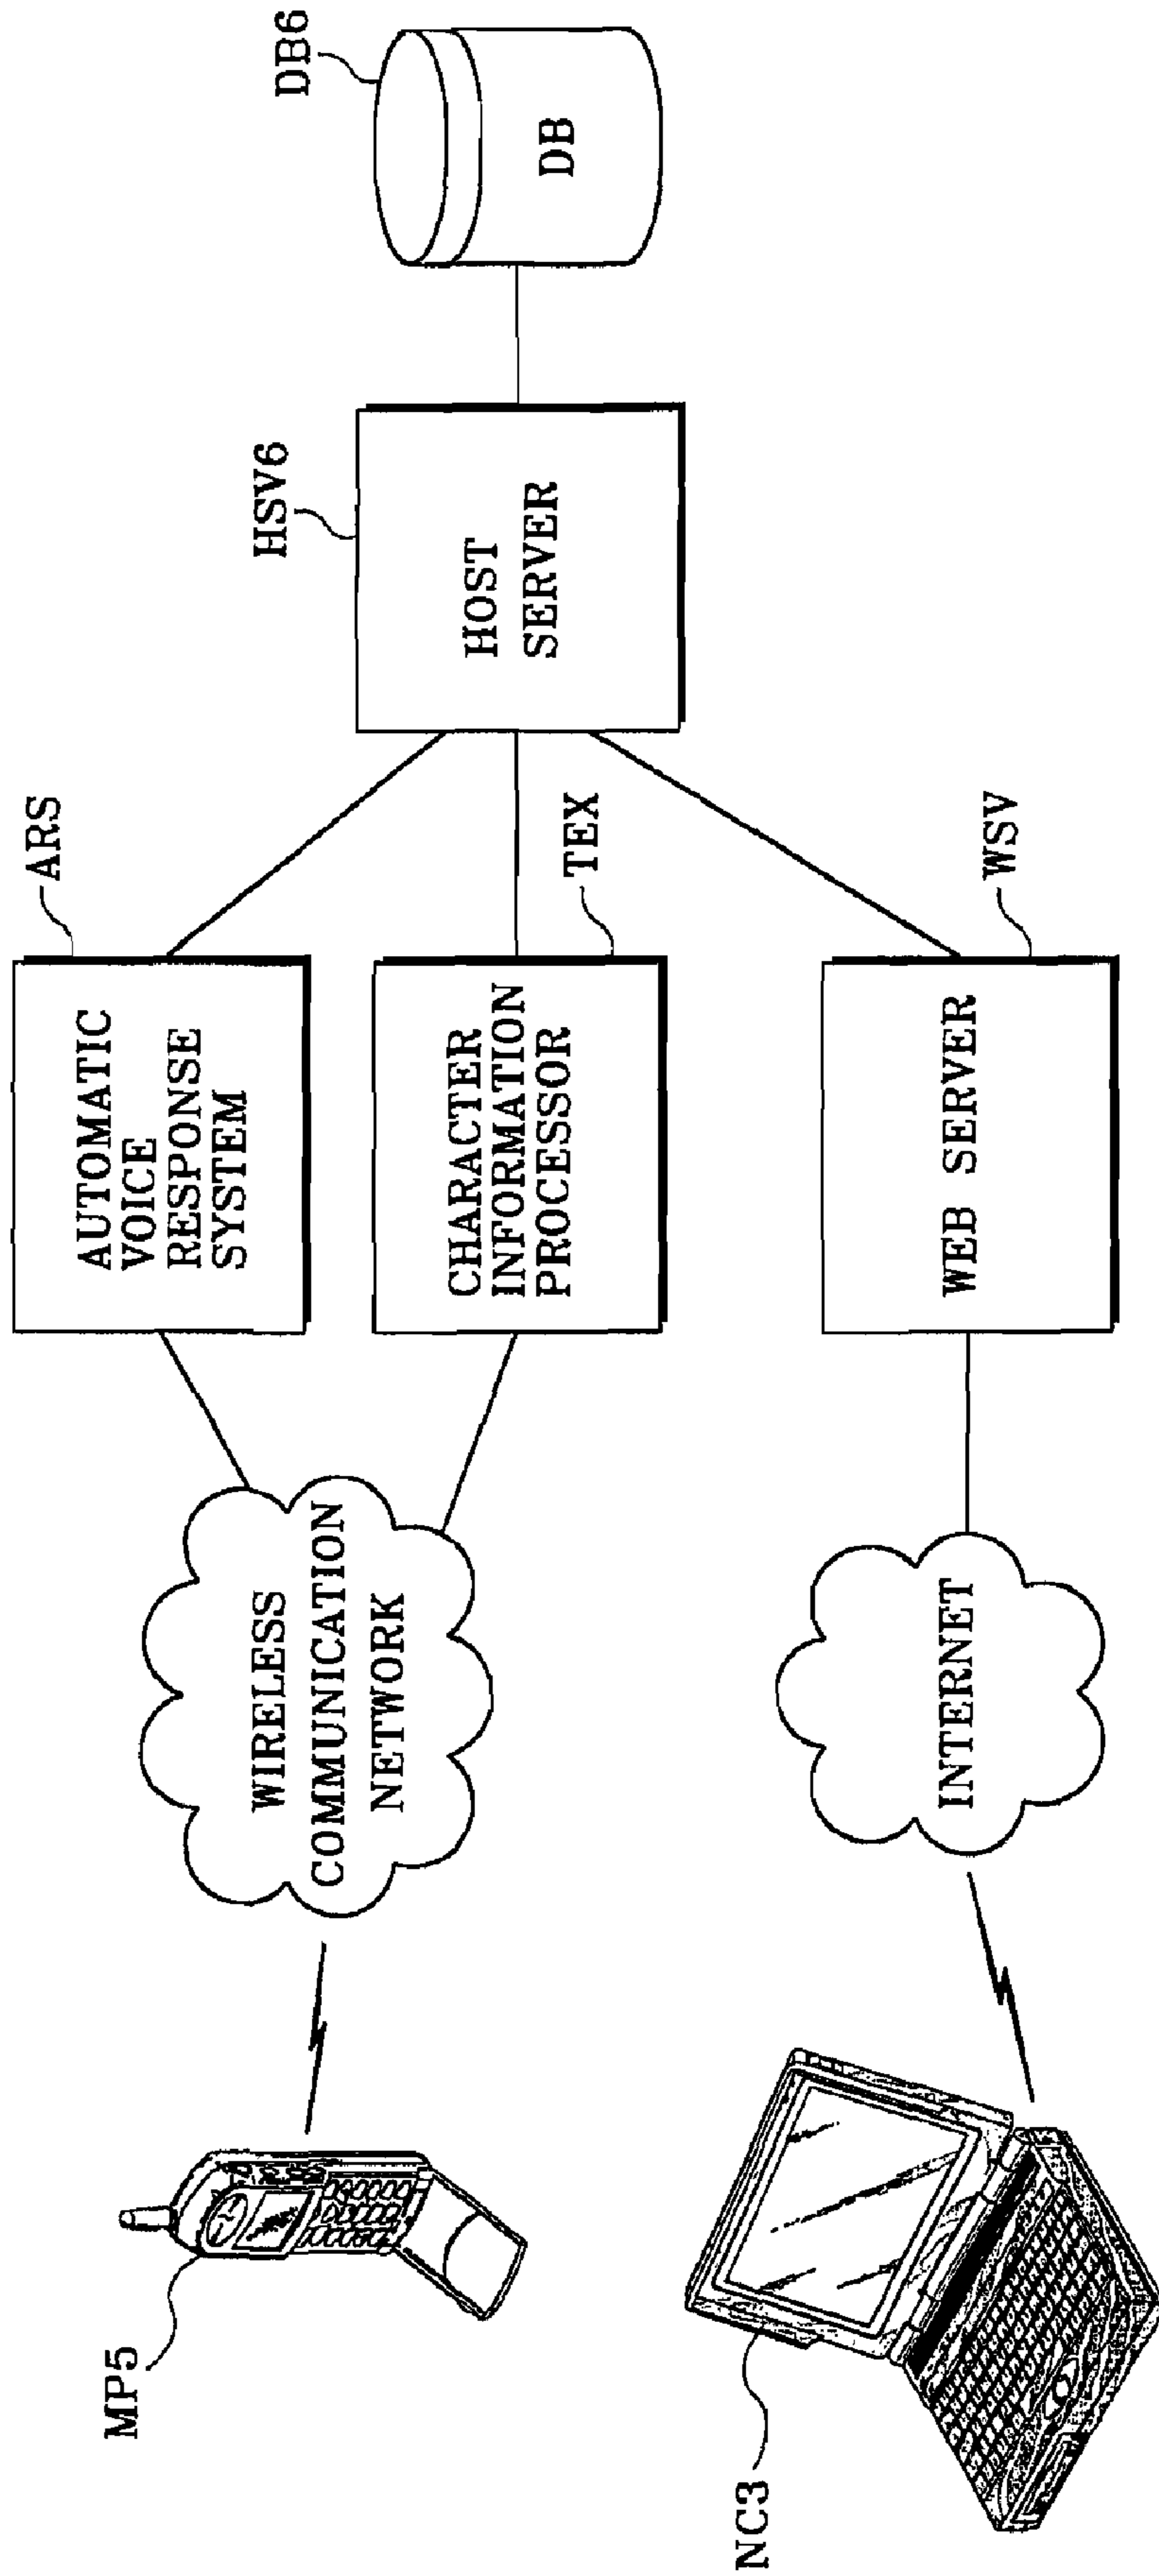 MP5
WIRELESS
COMMUNICATION
NETWORK
AUTOMATIC
VOICE
RESPONSE
SYSTEM
ARS
CHARACTER
INFORMATION
PROCESSOR
TEX
HSV6
HOST
SERVER
DB6
DB
NC3
INTERNET
WEB SERVER
WSV